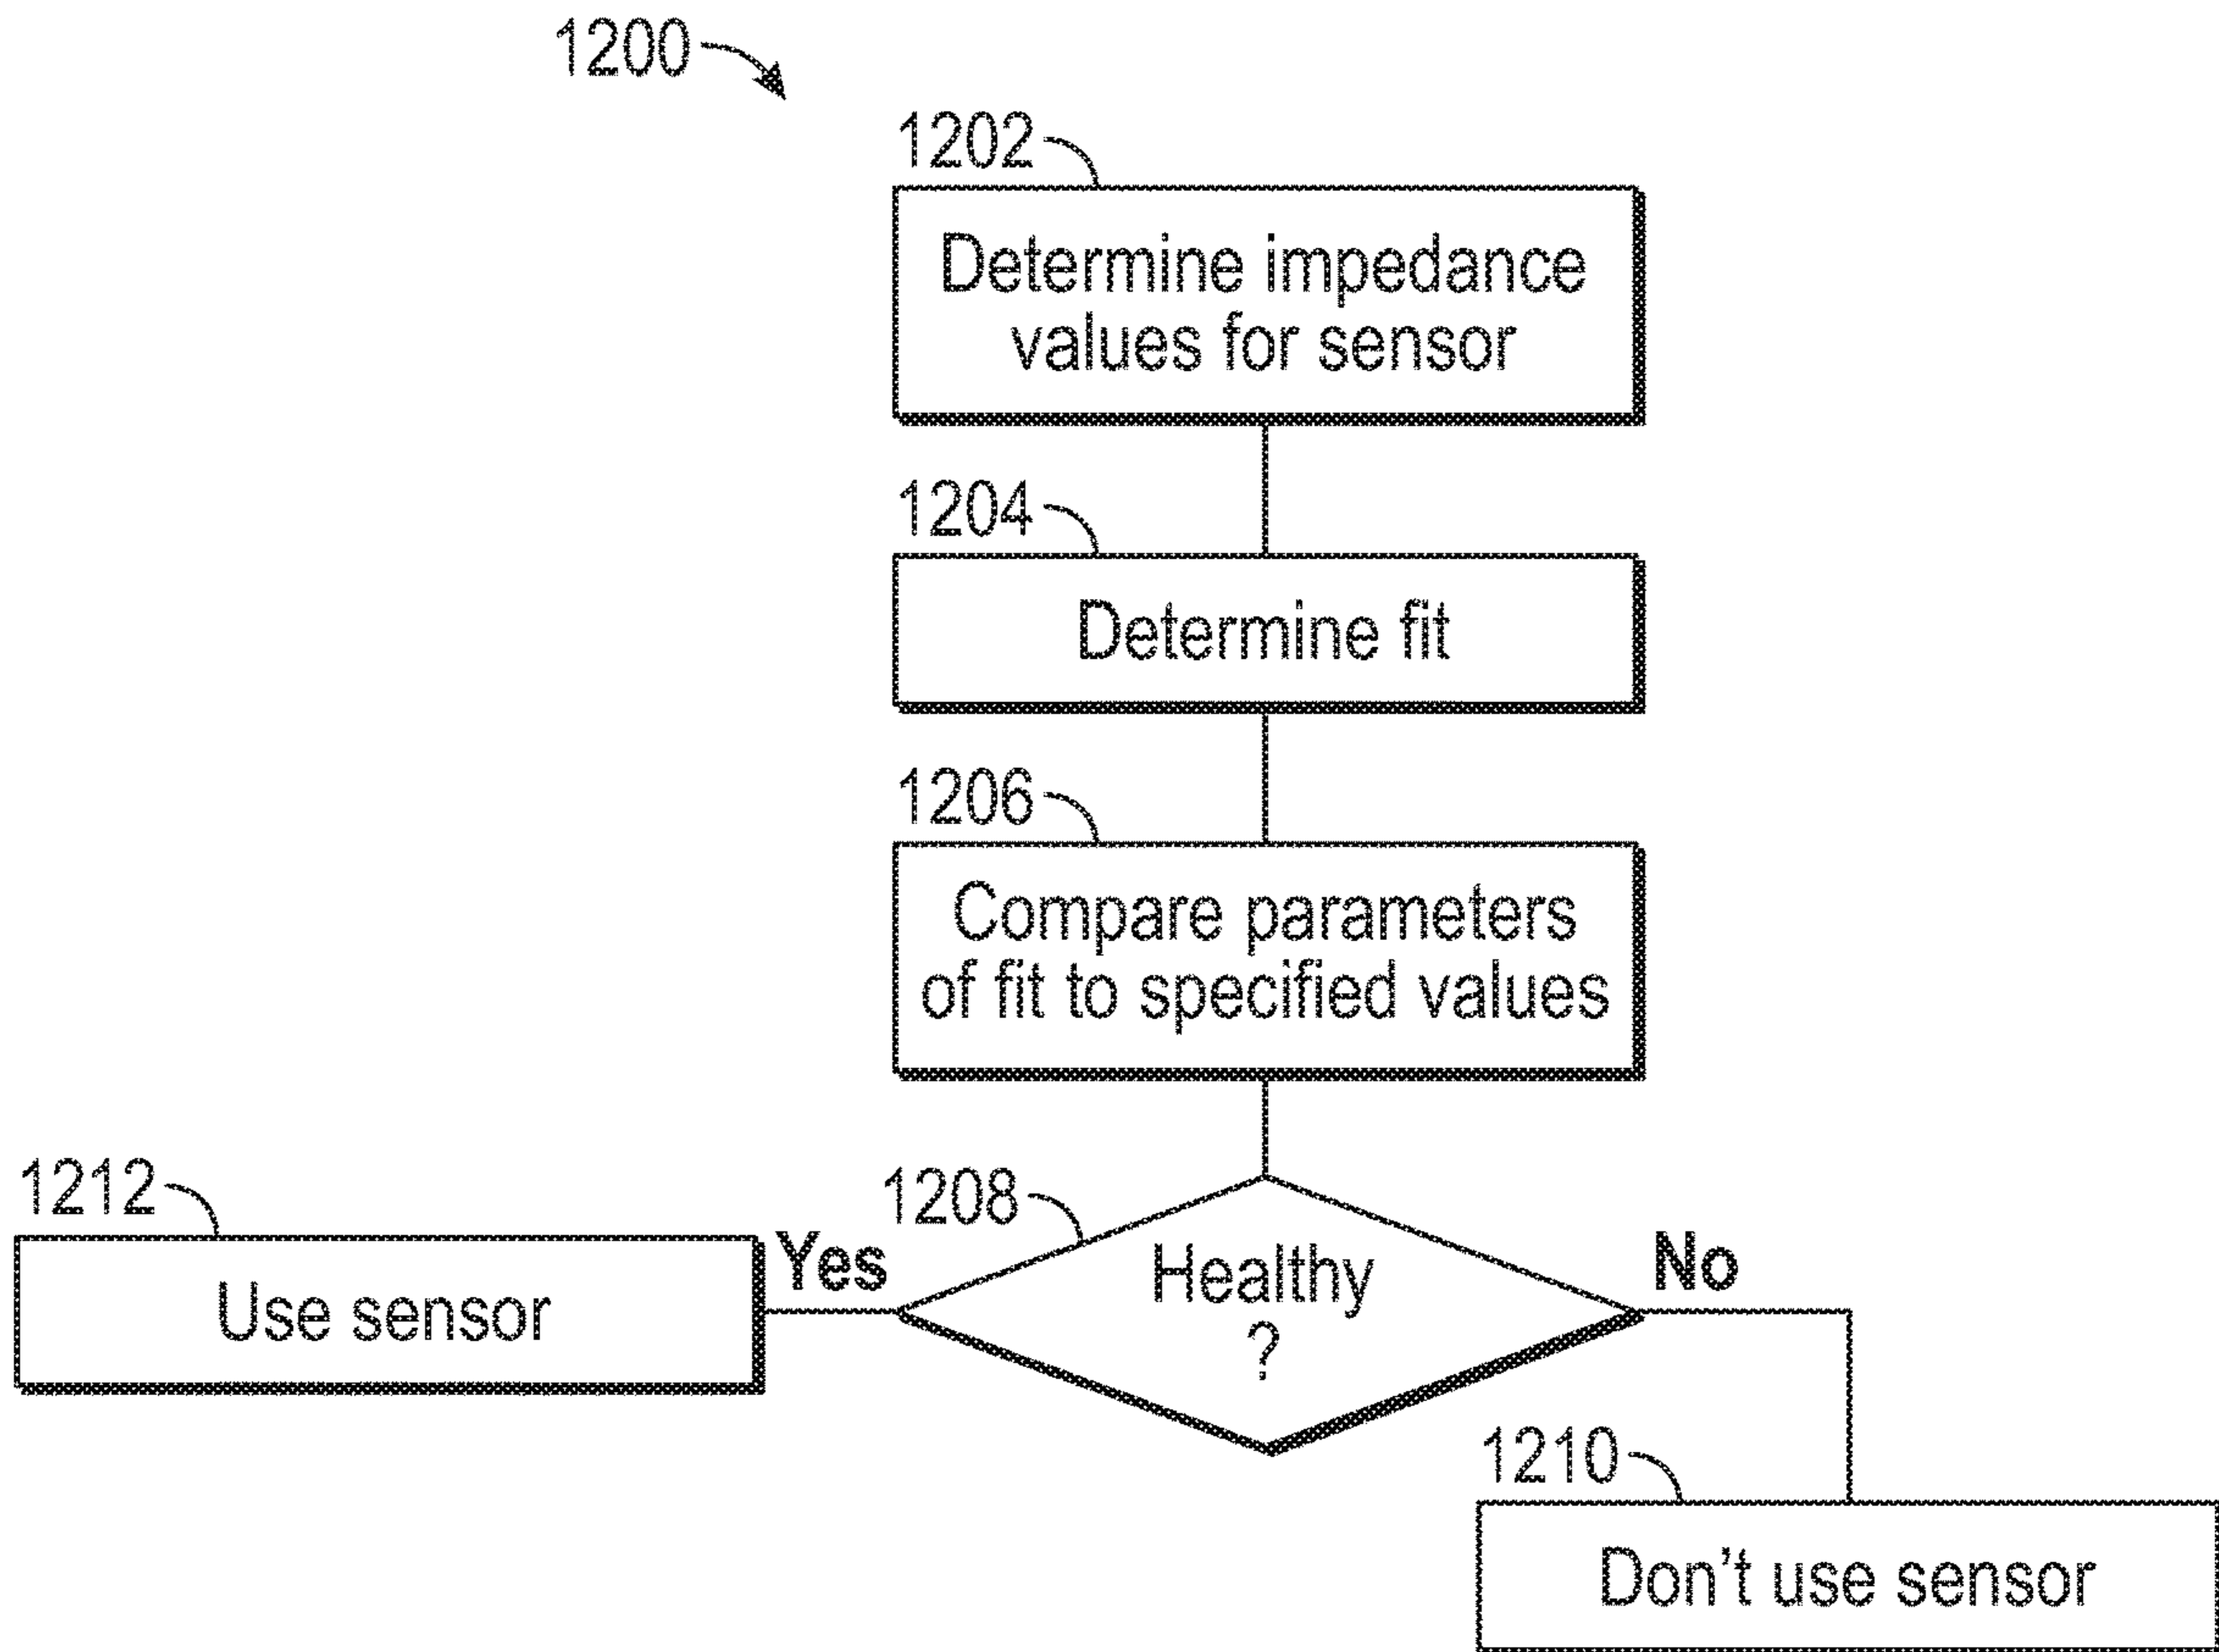 1200
1202
Determine impedance
values for sensor
1204
Determine fit
1206
Compare parameters
of fit to specified values
1212
Use sensor
Yes
1208
Healthy
?
No
1210
Don't use sensor